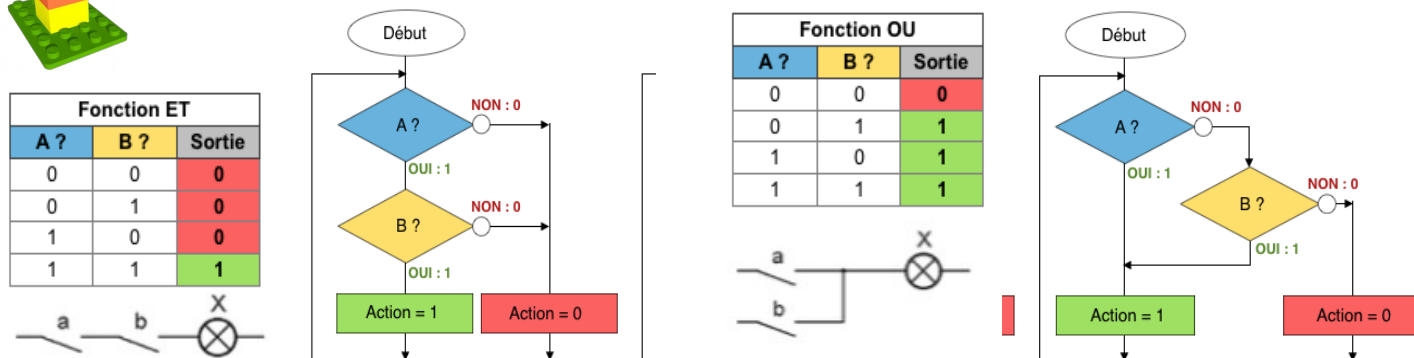 Fonction ET
A ? B ? Sortie
0 0 0
0 1 0
1 0 0
1 1 1
a b X
Début
A ?
NON : 0
OUI : 1
B ?
NON : 0
OUI : 1
Action = 1 Action = 0
Fonction OU
A ? B ? Sortie
0 0 0
0 1 1
1 0 1
1 1 1
a X
b
Début
A ?
NON : 0
OUI : 1
B ?
NON : 0
OUI : 1
Action = 1 Action = 0